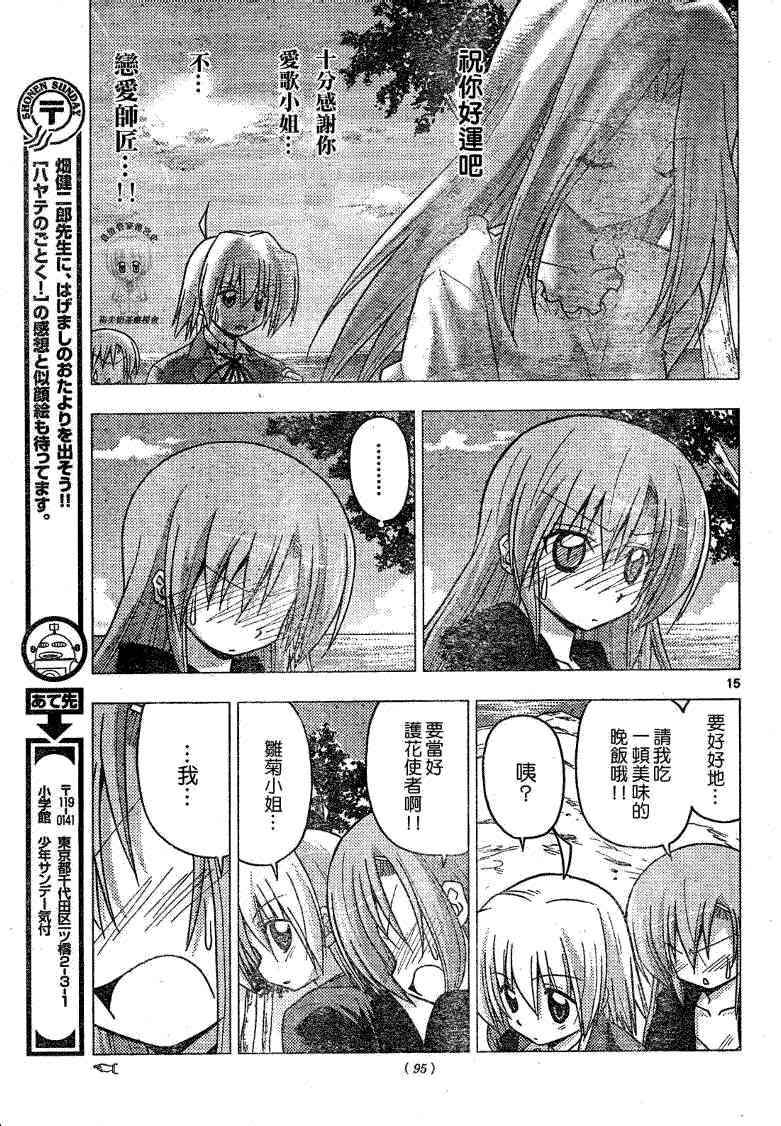 祝你好運吧
十分感謝你
愛歌小姐…
不…
戀愛師匠…!!
………
15
要好好地…
請我吃
一頓美味的
晚飯哦!!
咦?
要當好
護花使者啊!!
雛菊小姐…
…我…
(95)
SHONEN SUNDAY
〒
畑健二郎先生に、はげましのおたよりを出そう!!
[ハヤテのごとく!]の感想と似顔絵も待ってます。
あて先
〒119-0141 東京都千代田区一ツ橋2-3-1
小学館 少年サンデー気付